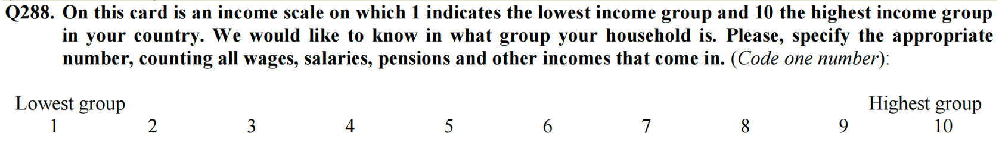 Q288. On this card is an income scale on which 1 indicates the lowest income group and 10 the highest income group
in your country. We would like to know in what group your household is. Please, specify the appropriate
number, counting all wages, salaries, pensions and other incomes that come in. (Code one number):
Lowest group Highest group
1 2 3 4 5 6 7 8 9 10